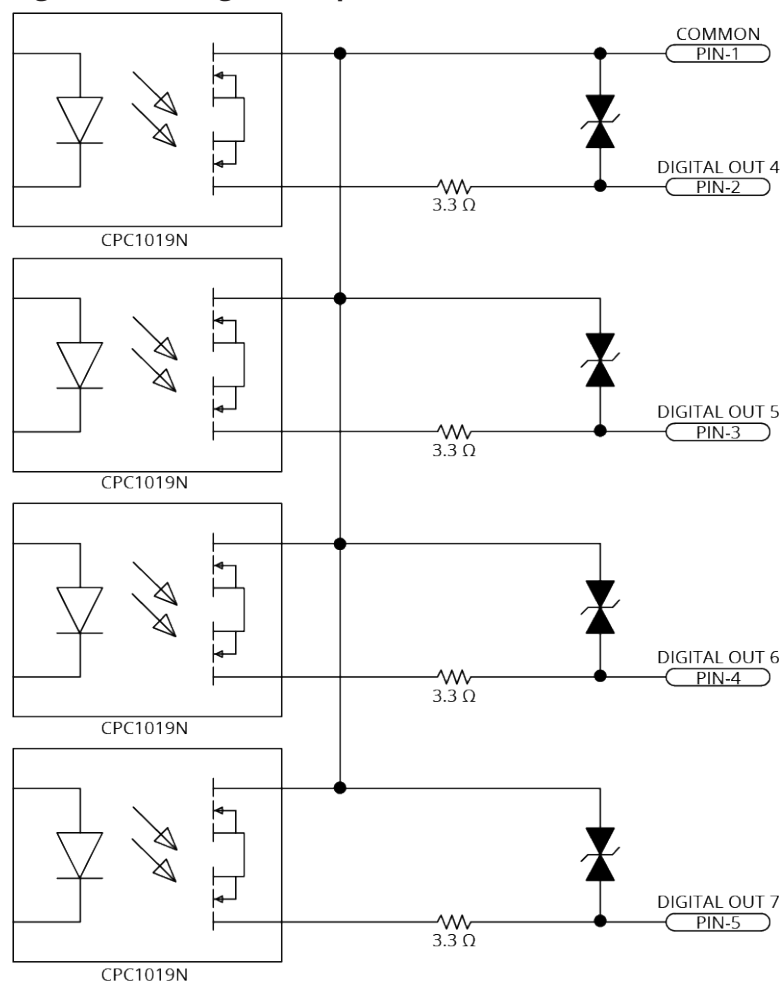 COMMON
PIN-1
DIGITAL OUT 4
PIN-2
3.3 Ω
CPC1019N
DIGITAL OUT 5
PIN-3
3.3 Ω
CPC1019N
DIGITAL OUT 6
PIN-4
3.3 Ω
CPC1019N
DIGITAL OUT 7
PIN-5
3.3 Ω
CPC1019N